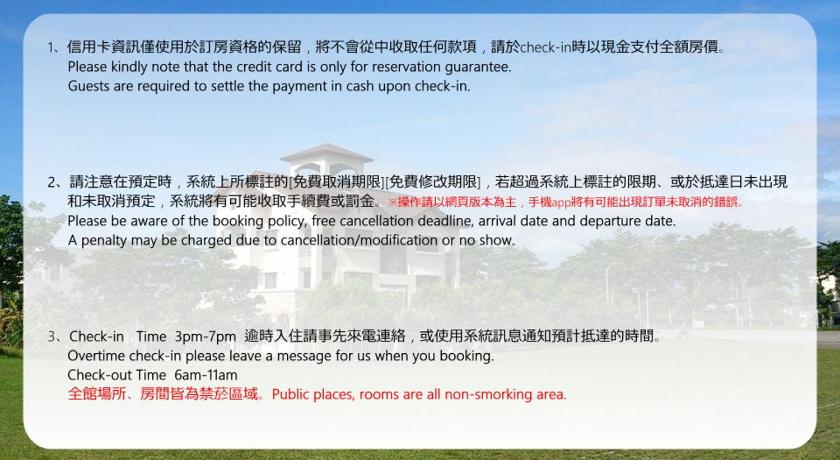 1、信用卡資訊僅使用於訂房資格的保留，將不會從中收取任何款項，請於check-in時以現金支付全額房價。
Please kindly note that the credit card is only for reservation guarantee.
Guests are required to settle the payment in cash upon check-in.
2、請注意在預定時，系統上所標註的[免費取消期限][免費修改期限]，若超過系統上標註的限期、或於抵達日未出現
和未取消預定，系統將有可能收取手續費或罰金。※操作請以網頁版本為主，手機app將有可能出現訂單未取消的錯誤。
Please be aware of the booking policy, free cancellation deadline, arrival date and departure date.
A penalty may be charged due to cancellation/modification or no show.
3、Check-in Time 3pm-7pm 逾時入住請事先來電連絡，或使用系統訊息通知預計抵達的時間。
Overtime check-in please leave a message for us when you booking.
Check-out Time 6am-11am
全館場所、房間皆為禁菸區域。Public places, rooms are all non-smorking area.